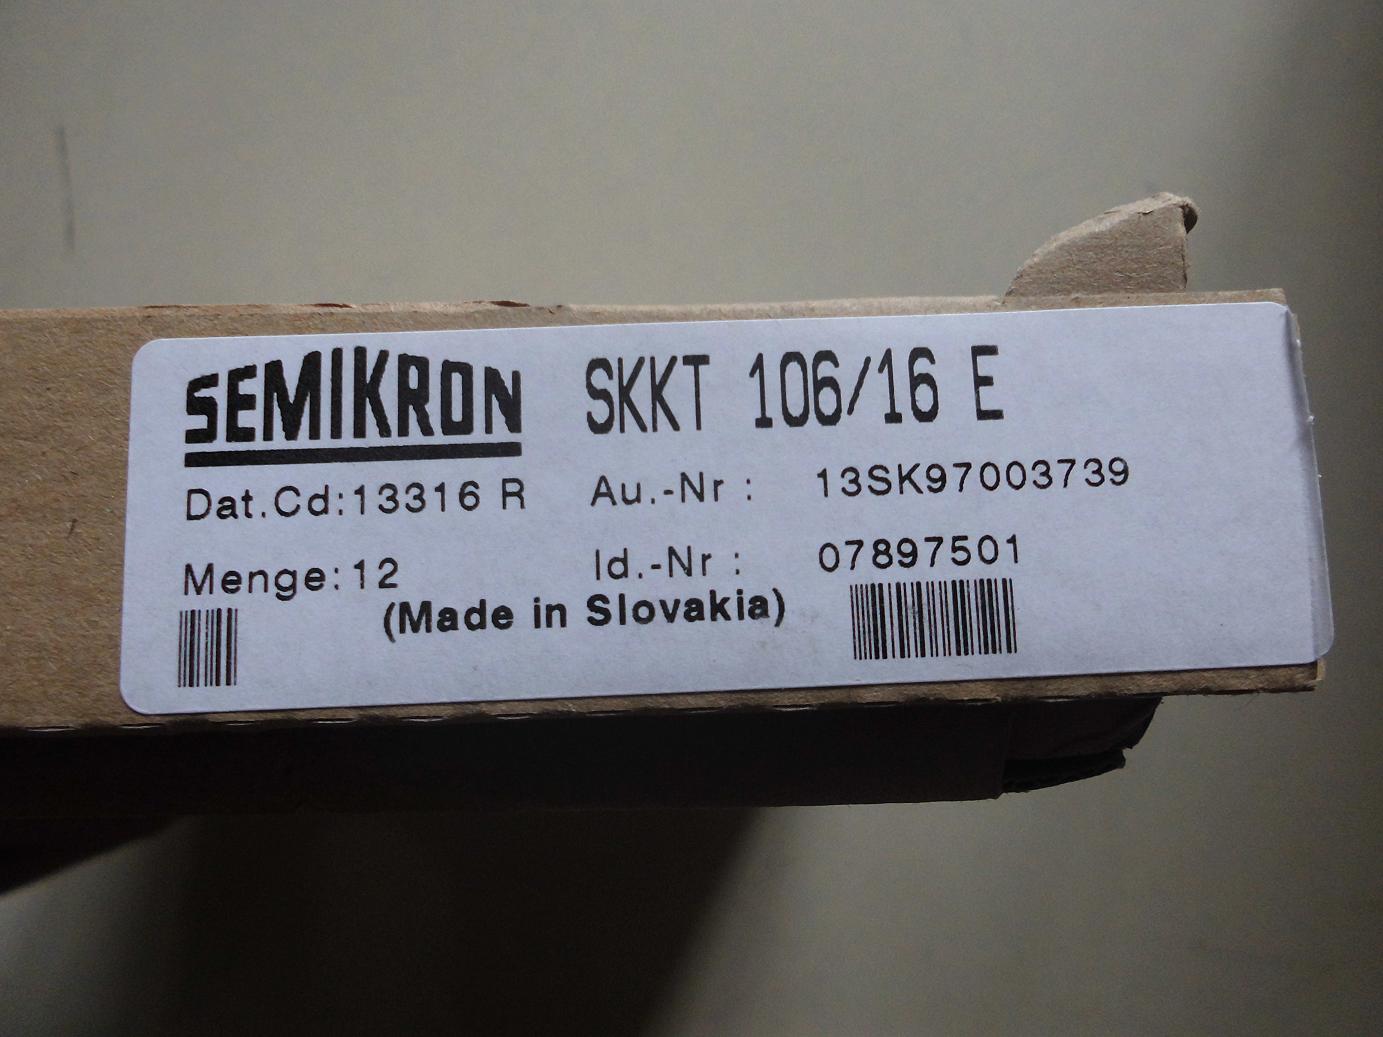 SEMIKRON SKKT 106/16 E
Dat.Cd:13316 R Au.-Nr : 13SK97003739
Menge:12 Id.-Nr : 07897501
(Made in Slovakia)